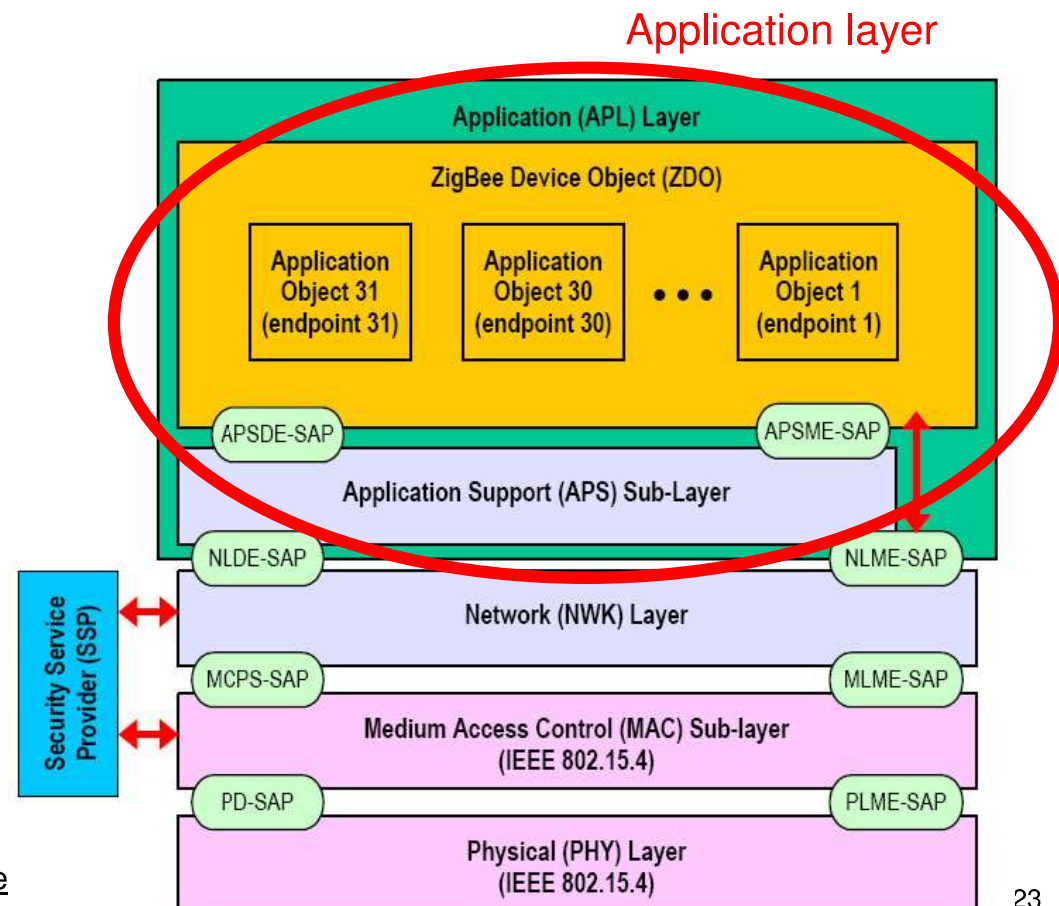 Application layer
Application (APL) Layer
ZigBee Device Object (ZDO)
Application
Object 31
(endpoint 31)
Application
Object 30
(endpoint 30)
• • •
Application
Object 1
(endpoint 1)
APSDE-SAP
APSME-SAP
Application Support (APS) Sub-Layer
NLDE-SAP
NLME-SAP
Security Service
Provider (SSP)
Network (NWK) Layer
MCPS-SAP
MLME-SAP
Medium Access Control (MAC) Sub-layer
(IEEE 802.15.4)
PD-SAP
PLME-SAP
Physical (PHY) Layer
(IEEE 802.15.4)
e
23